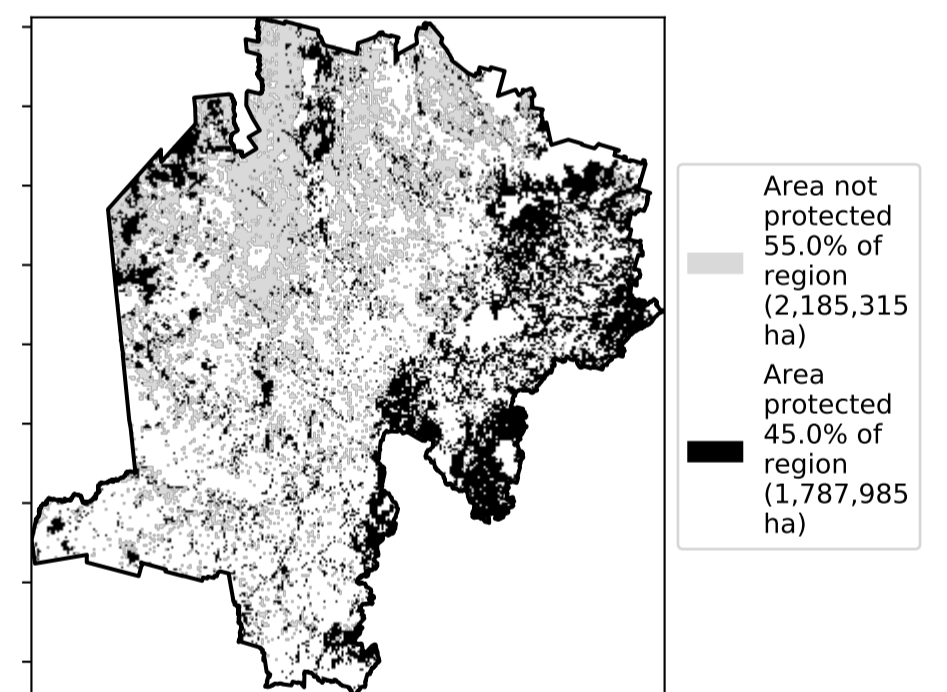 Area not
protected
55.0% of
region
(2,185,315
ha)
Area
protected
45.0% of
region
(1,787,985
ha)